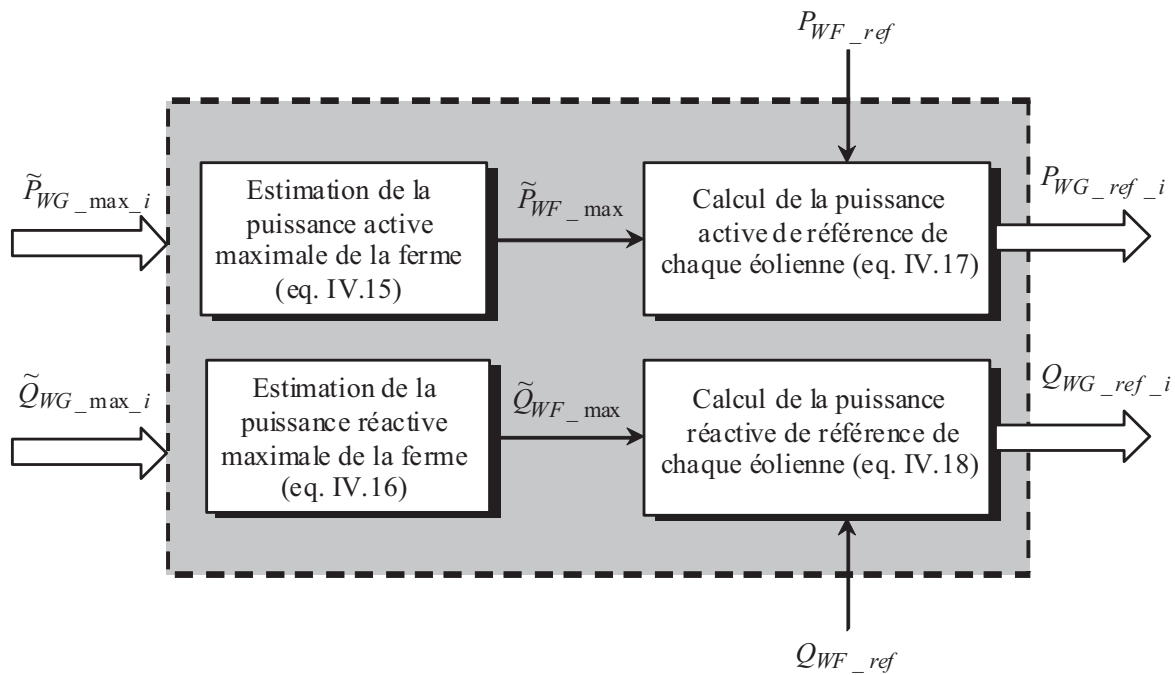 P_WF_ref
P̃_WG_max_i
Estimation de la
puissance active
maximale de la ferme
(eq. IV.15)
P̃_WF_max
Calcul de la puissance
active de référence de
chaque éolienne (eq. IV.17)
P_WG_ref_i
Q̃_WG_max_i
Estimation de la
puissance réactive
maximale de la ferme
(eq. IV.16)
Q̃_WF_max
Calcul de la puissance
réactive de référence de
chaque éolienne (eq. IV.18)
Q_WG_ref_i
Q_WF_ref